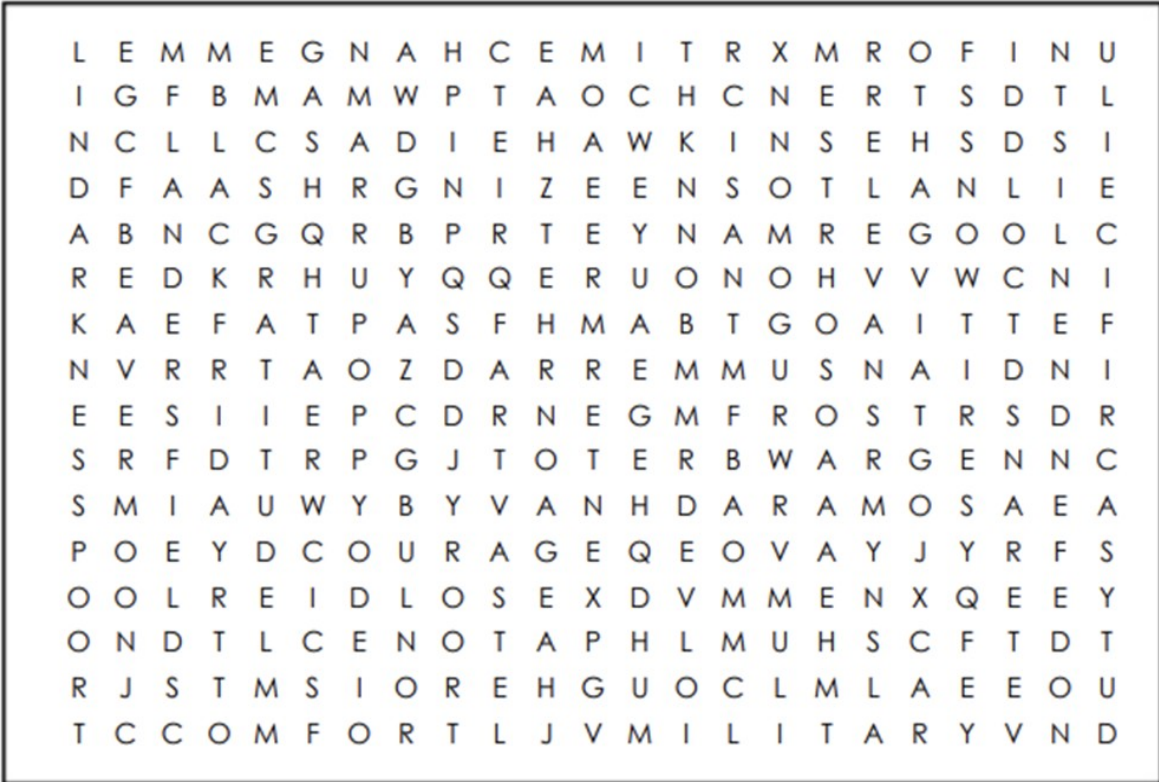 L E M M E G N A H C E M I T R X M R O F I N U
I G F B M A M W P T A O C H C N E R T S D T L
N C L L C S A D I E H A W K I N S E H S D S I
D F A A S H R G N I Z E E N S O T L A N L I E
A B N C G Q R B P R T E Y N A M R E G O O L C
R E D K R H U Y Q Q E R U O N O H V V W C N I
K A E F A T P A S F H M A B T G O A I T T E F
N V R R T A O Z D A R R E M M U S N A I D N I
E E S I I E P C D R N E G M F R O S T R S D R
S R F D T R P G J T O T E R B W A R G E N N C
S M I A U W Y B Y V A N H D A R A M O S A E A
P O E Y D C O U R A G E Q E O V A Y J Y R F S
O O L R E I D L O S E X D V M M E N X Q E E Y
O N D T L C E N O T A P H L M U H S C F T D T
R J S T M S I O R E H G U O C L M L A E E O U
T C C O M F O R T L J V M I L I T A R Y V N D